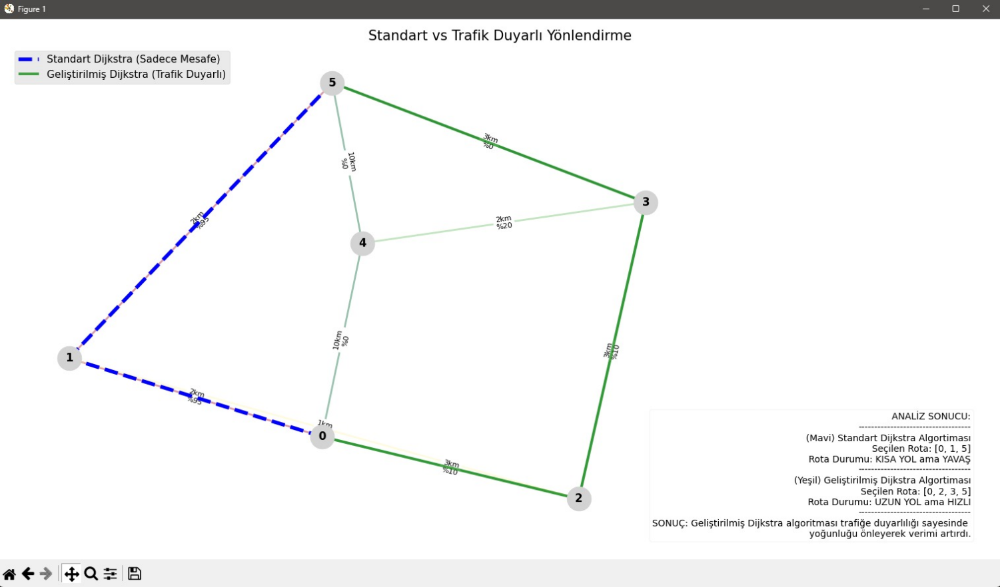 Figure 1
Standart vs Trafik Duyarlı Yönlendirme
Standart Dijkstra (Sadece Mesafe)
Geliştirilmiş Dijkstra (Trafik Duyarlı)
5
3km
%0
10km
%0
3
2km
%95
2km
%20
4
10km
%0
3km
%10
1
2km
%95
1km
0
3km
%10
2
ANALİZ SONUCU:
------------------------------------
(Mavi) Standart Dijkstra Algortiması
Seçilen Rota: [0, 1, 5]
Rota Durumu: KISA YOL ama YAVAŞ
------------------------------------
(Yeşil) Geliştirilmiş Dijkstra Algortiması
Seçilen Rota: [0, 2, 3, 5]
Rota Durumu: UZUN YOL ama HIZLI
------------------------------------
SONUÇ: Geliştirilmiş Dijkstra algoritması trafiğe duyarlılığı sayesinde
yoğunluğu önleyerek verimi artırdı.